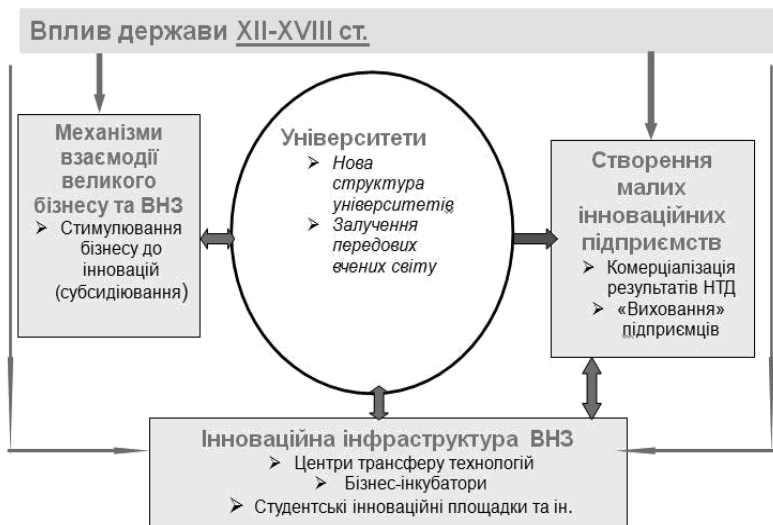 Вплив держави XII-XVIII ст.
Механізми
взаємодії
великого
бізнесу та ВНЗ
➤ Стимулювання
бізнесу до
інновацій
(субсидіювання)
Університети
➤ Нова
структура
університетів
➤ Залучення
передових
вчених світу
Створення
малих
інноваційних
підприємств
➤ Комерціалізація
результатів НТД
➤ «Виховання»
підприємців
Інноваційна інфраструктура ВНЗ
➤ Центри трансферу технологій
➤ Бізнес-інкубатори
➤ Студентські інноваційні площадки та ін.